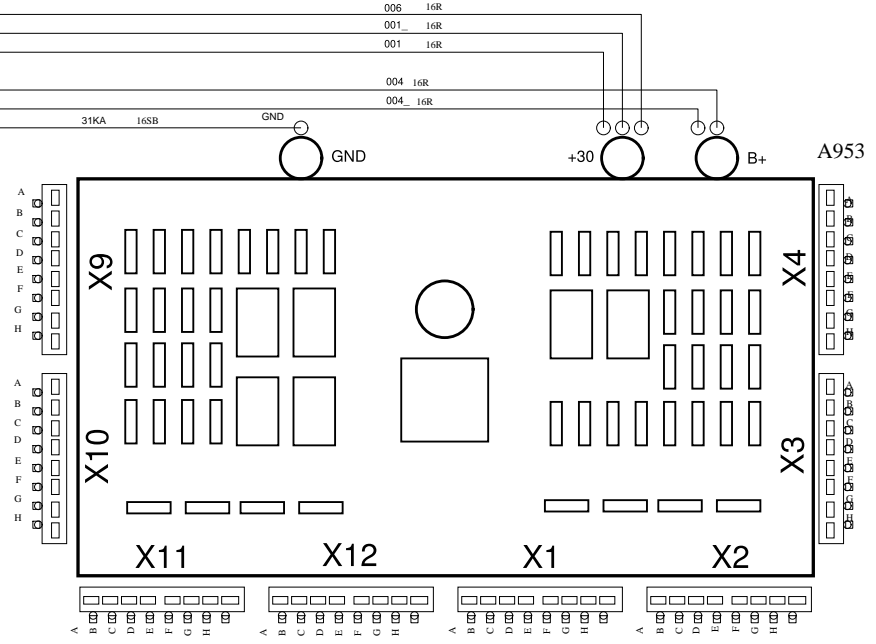 006 16R
001_ 16R
001 16R
004 16R
004_ 16R
31KA 16SB GND
GND +30 B+ A953
A
B
C
D
E
F
G
H
X9
A
B
C
D
E
F
G
H
X4
A
B
C
D
E
F
G
H
X10
A
B
C
D
E
F
G
H
X3
X11 X12 X1 X2
A B C D E F G H
A B C D E F G H
A B C D E F G H
A B C D E F G H